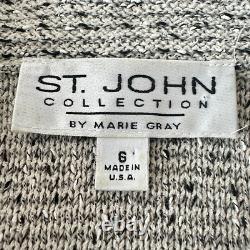 ST. JOHN
COLLECTION
BY MARIE GRAY
6
MADE IN
U.S.A.